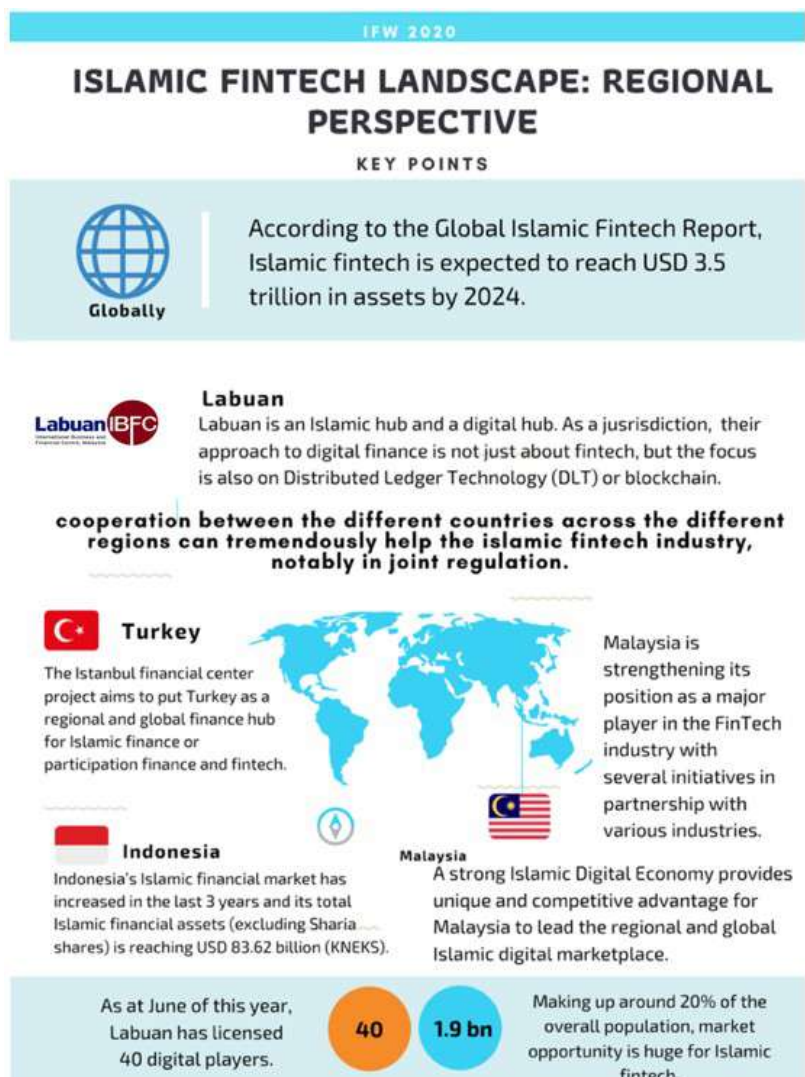 IFW 2020
ISLAMIC FINTECH LANDSCAPE: REGIONAL
PERSPECTIVE
KEY POINTS
Globally
According to the Global Islamic Fintech Report,
Islamic fintech is expected to reach USD 3.5
trillion in assets by 2024.
Labuan IBFC
International Business and
Financial Centre, Malaysia
Labuan
Labuan is an Islamic hub and a digital hub. As a jusrisdiction, their
approach to digital finance is not just about fintech, but the focus
is also on Distributed Ledger Technology (DLT) or blockchain.
cooperation between the different countries across the different
regions can tremendously help the islamic fintech industry,
notably in joint regulation.
Turkey
The Istanbul financial center
project aims to put Turkey as a
regional and global finance hub
for Islamic finance or
participation finance and fintech.
Malaysia is
strengthening its
position as a major
player in the FinTech
industry with
several initiatives in
partnership with
various industries.
Indonesia
Indonesia's Islamic financial market has
increased in the last 3 years and its total
Islamic financial assets (excluding Sharia
shares) is reaching USD 83.62 billion (KNEKS).
Malaysia
A strong Islamic Digital Economy provides
unique and competitive advantage for
Malaysia to lead the regional and global
Islamic digital marketplace.
As at June of this year,
Labuan has licensed
40 digital players.
40
1.9 bn
Making up around 20% of the
overall population, market
opportunity is huge for Islamic
fintech